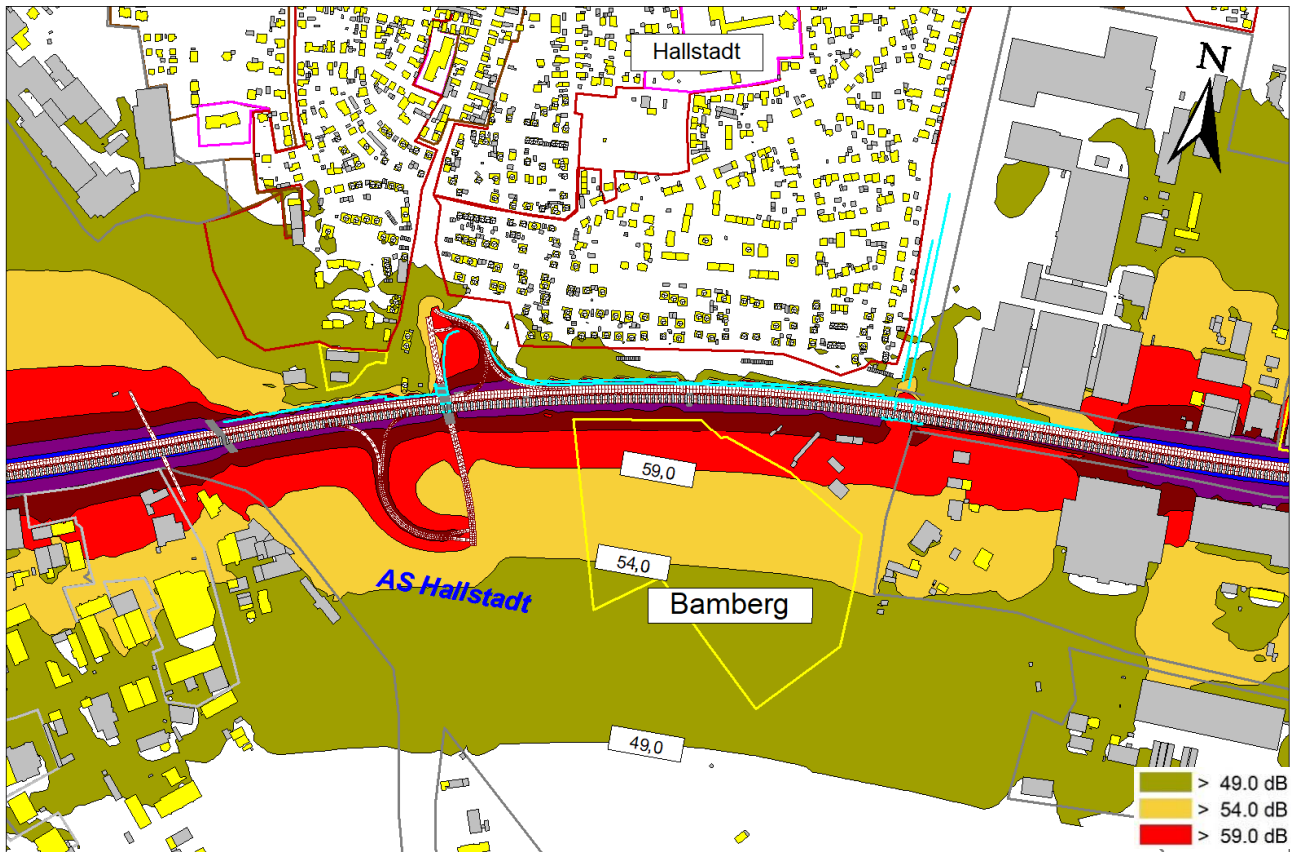 Hallstadt
N
59,0
54,0
AS Hallstadt
Bamberg
49,0
> 49.0 dB
> 54.0 dB
> 59.0 dB